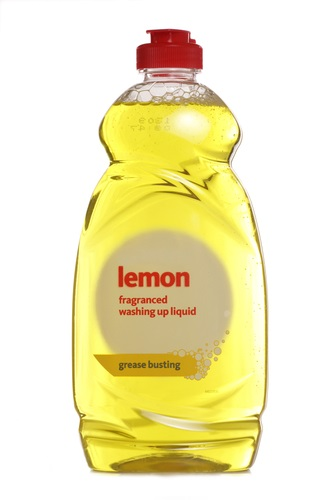 lemon
fragranced
washing up liquid
grease busting